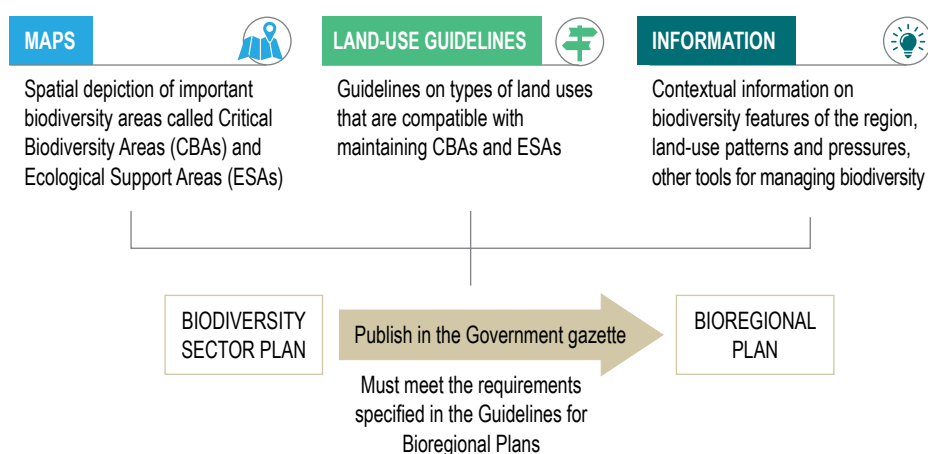 MAPS
Spatial depiction of important
biodiversity areas called Critical
Biodiversity Areas (CBAs) and
Ecological Support Areas (ESAs)
LAND-USE GUIDELINES
Guidelines on types of land uses
that are compatible with
maintaining CBAs and ESAs
INFORMATION
Contextual information on
biodiversity features of the region,
land-use patterns and pressures,
other tools for managing biodiversity
BIODIVERSITY
SECTOR PLAN
Publish in the Government gazette
Must meet the requirements
specified in the Guidelines for
Bioregional Plans
BIOREGIONAL
PLAN